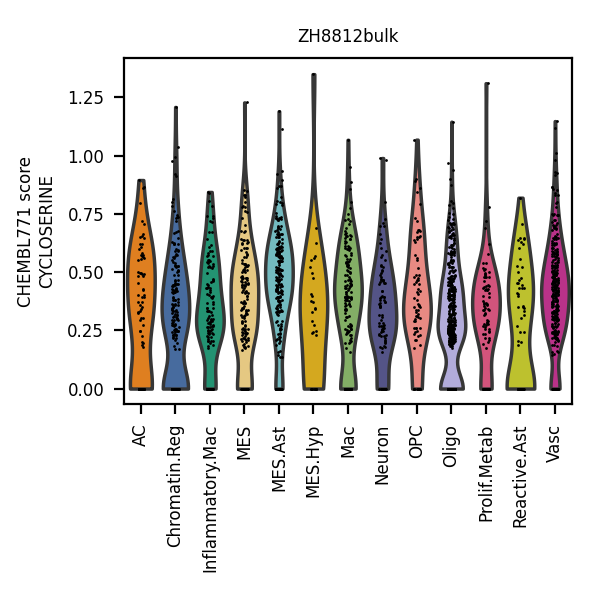 ZH8812bulk
CHEMBL771 score
CYCLOSERINE
1.25
1.00
0.75
0.50
0.25
0.00
AC
Chromatin.Reg
Inflammatory.Mac
MES
MES.Ast
MES.Hyp
Mac
Neuron
OPC
Oligo
Prolif.Metab
Reactive.Ast
Vasc